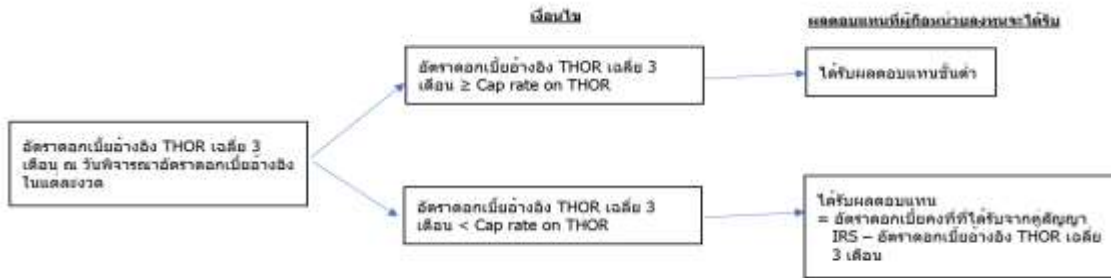 เงื่อนไข
ผลตอบแทนที่ผู้ถือหน่วยลงทุนจะได้รับ
อัตราดอกเบี้ยอ้างอิง THOR เฉลี่ย 3
เดือน ≥ Cap rate on THOR
ได้รับผลตอบแทนขั้นต่ำ
อัตราดอกเบี้ยอ้างอิง THOR เฉลี่ย 3
เดือน ณ วันพิจารณาอัตราดอกเบี้ยอ้างอิง
ในแต่ละงวด
อัตราดอกเบี้ยอ้างอิง THOR เฉลี่ย 3
เดือน < Cap rate on THOR
ได้รับผลตอบแทน
= อัตราดอกเบี้ยคงที่ที่ได้รับจากคู่สัญญา
IRS – อัตราดอกเบี้ยอ้างอิง THOR เฉลี่ย
3 เดือน